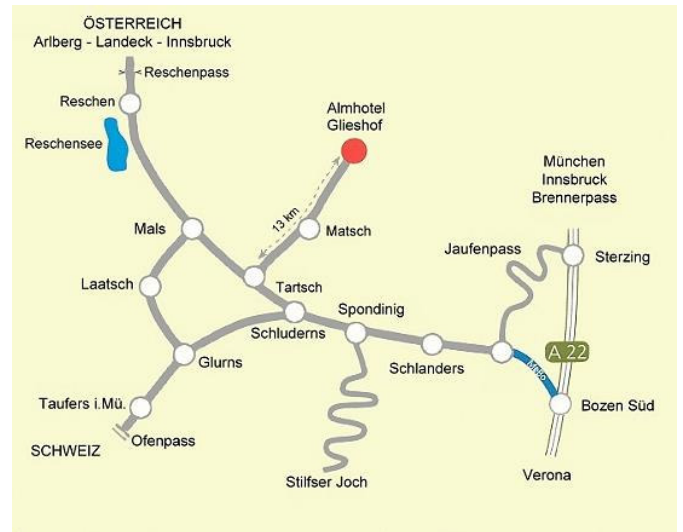 ÖSTERREICH
Arlberg - Landeck - Innsbruck
Reschenpass
Reschen
Reschensee
Almhotel
Glieshof
13 km
Matsch
Mals
Laatsch
Tartsch
Schluderns
Glurns
Taufers i.Mü.
Ofenpass
SCHWEIZ
Spondinig
Stilfser Joch
Schlanders
Jaufenpass
München
Innsbruck
Brennerpass
Sterzing
A 22
MeBo
Bozen Süd
Verona